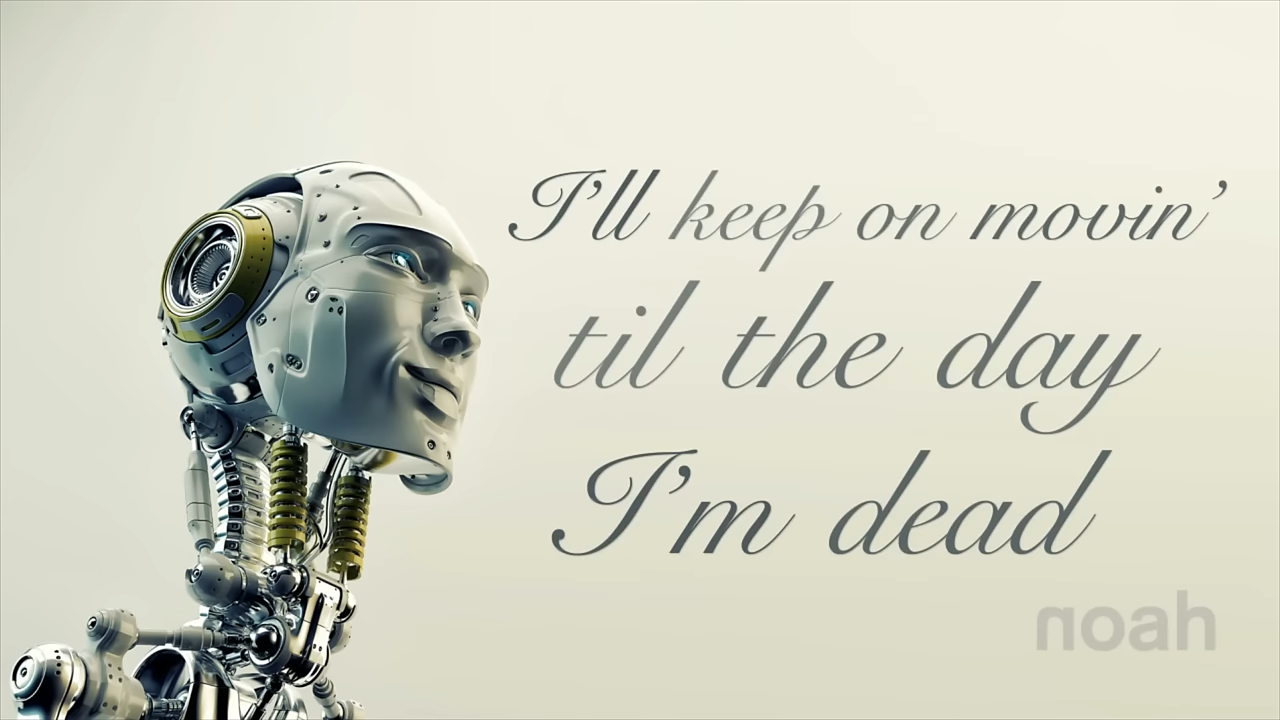 I’ll keep on movin’
til the day
I’m dead
noah